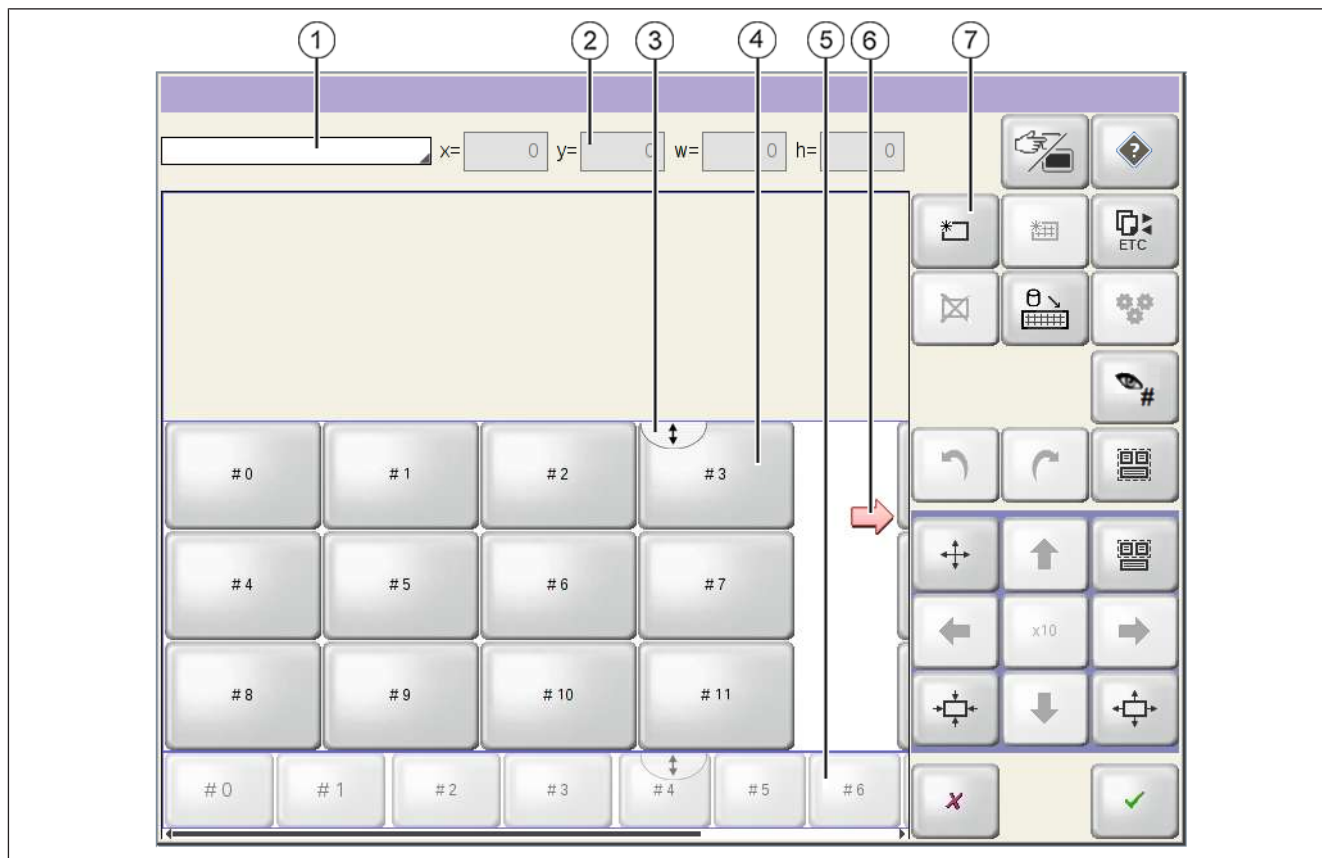 1 2 3 4 5 6 7
x= 0 y= 0 w= 0 h= 0
?
ETC
#
# 0 # 1 # 2 # 3
# 4 # 5 # 6 # 7
x10
# 8 # 9 # 10 # 11
# 0 # 1 # 2 # 3 # 4 # 5 # 6